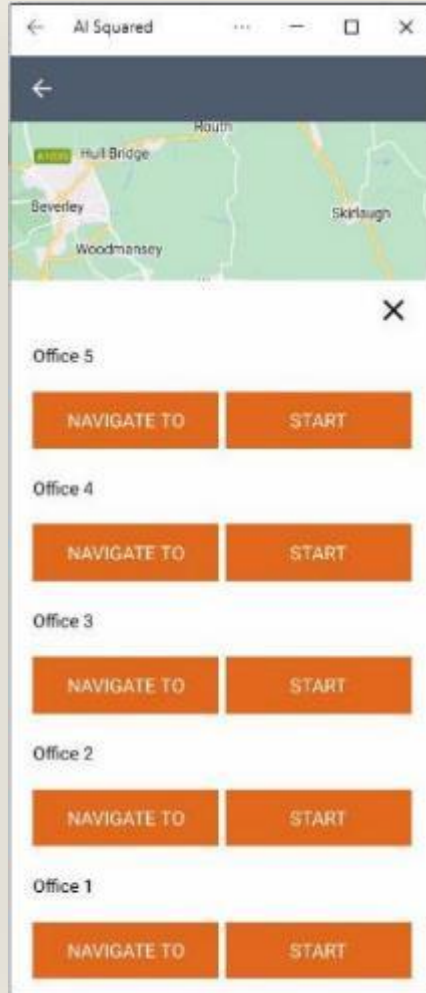 AI Squared
Routh
A1035 Hull Bridge
Beverley
Skirlaugh
Woodmansey
Office 5
NAVIGATE TO START
Office 4
NAVIGATE TO START
Office 3
NAVIGATE TO START
Office 2
NAVIGATE TO START
Office 1
NAVIGATE TO START